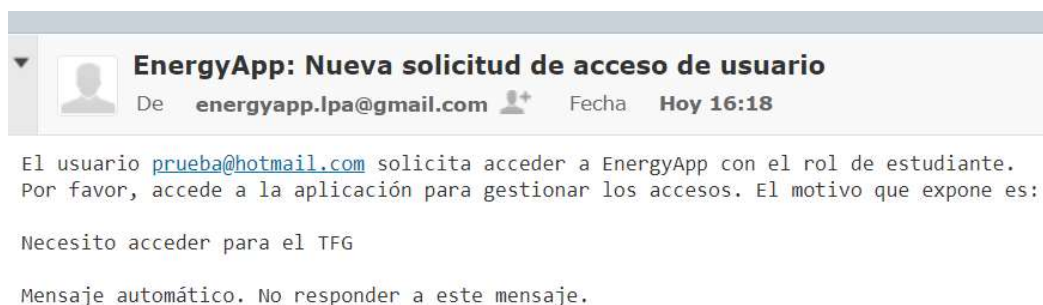 EnergyApp: Nueva solicitud de acceso de usuario
De energyapp.lpa@gmail.com Fecha Hoy 16:18
El usuario prueba@hotmail.com solicita acceder a EnergyApp con el rol de estudiante.
Por favor, accede a la aplicación para gestionar los accesos. El motivo que expone es:
Necesito acceder para el TFG
Mensaje automático. No responder a este mensaje.